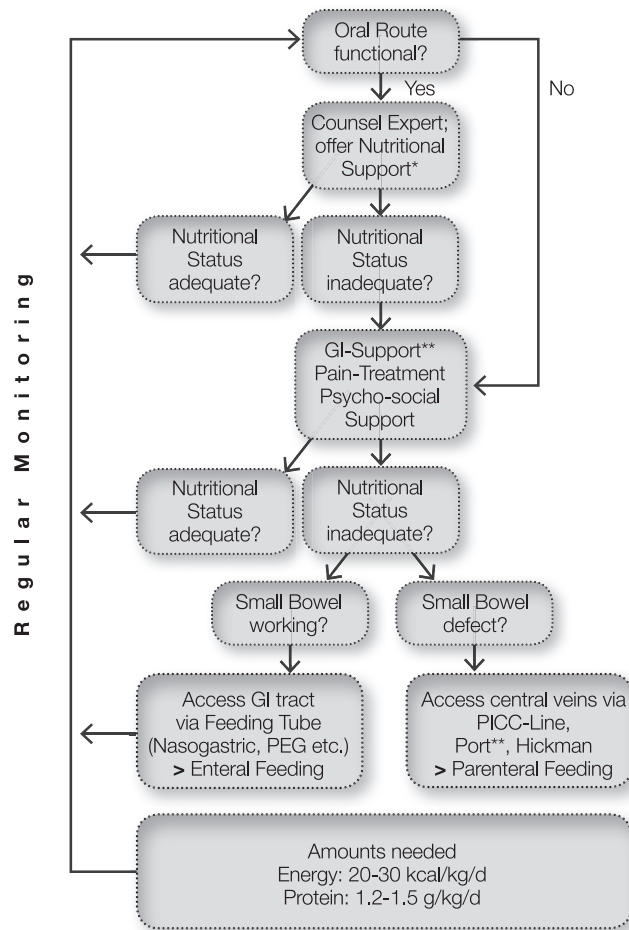 Oral Route
functional?
Yes
No
Counsel Expert;
offer Nutritional
Support*
Nutritional
Status
adequate?
Nutritional
Status
inadequate?
GI-Support**
Pain-Treatment
Psycho-social
Support
Nutritional
Status
adequate?
Nutritional
Status
inadequate?
Small Bowel
working?
Small Bowel
defect?
Access GI tract
via Feeding Tube
(Nasogastric, PEG etc.)
> Enteral Feeding
Access central veins via
PICC-Line,
Port**, Hickman
> Parenteral Feeding
Amounts needed
Energy: 20-30 kcal/kg/d
Protein: 1.2-1.5 g/kg/d
Regular Monitoring